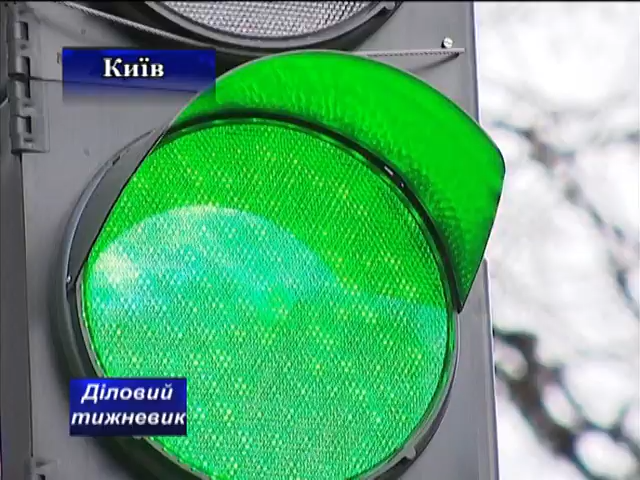 Київ
Діловий
тижневик